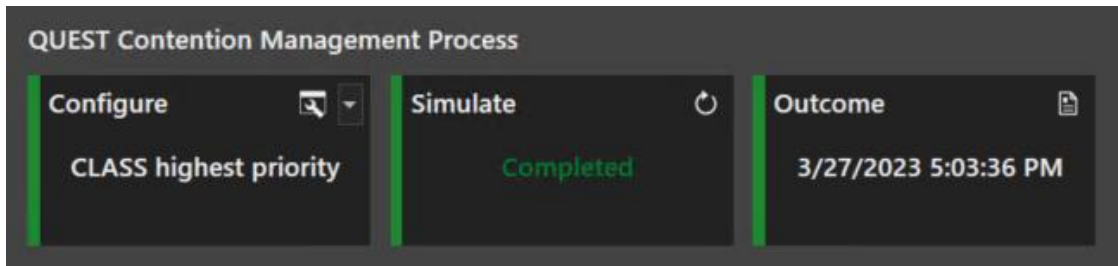 QUEST Contention Management Process
Configure
CLASS highest priority
Simulate
Completed
Outcome
3/27/2023 5:03:36 PM